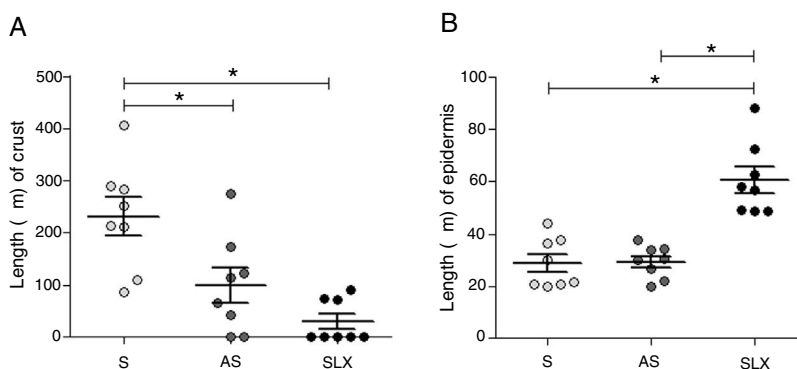 A
Length ( m) of crust
500
400
300
200
100
0
*
*
S AS SLX
B
Length ( m) of epidermis
100
80
60
40
20
0
*
*
S AS SLX